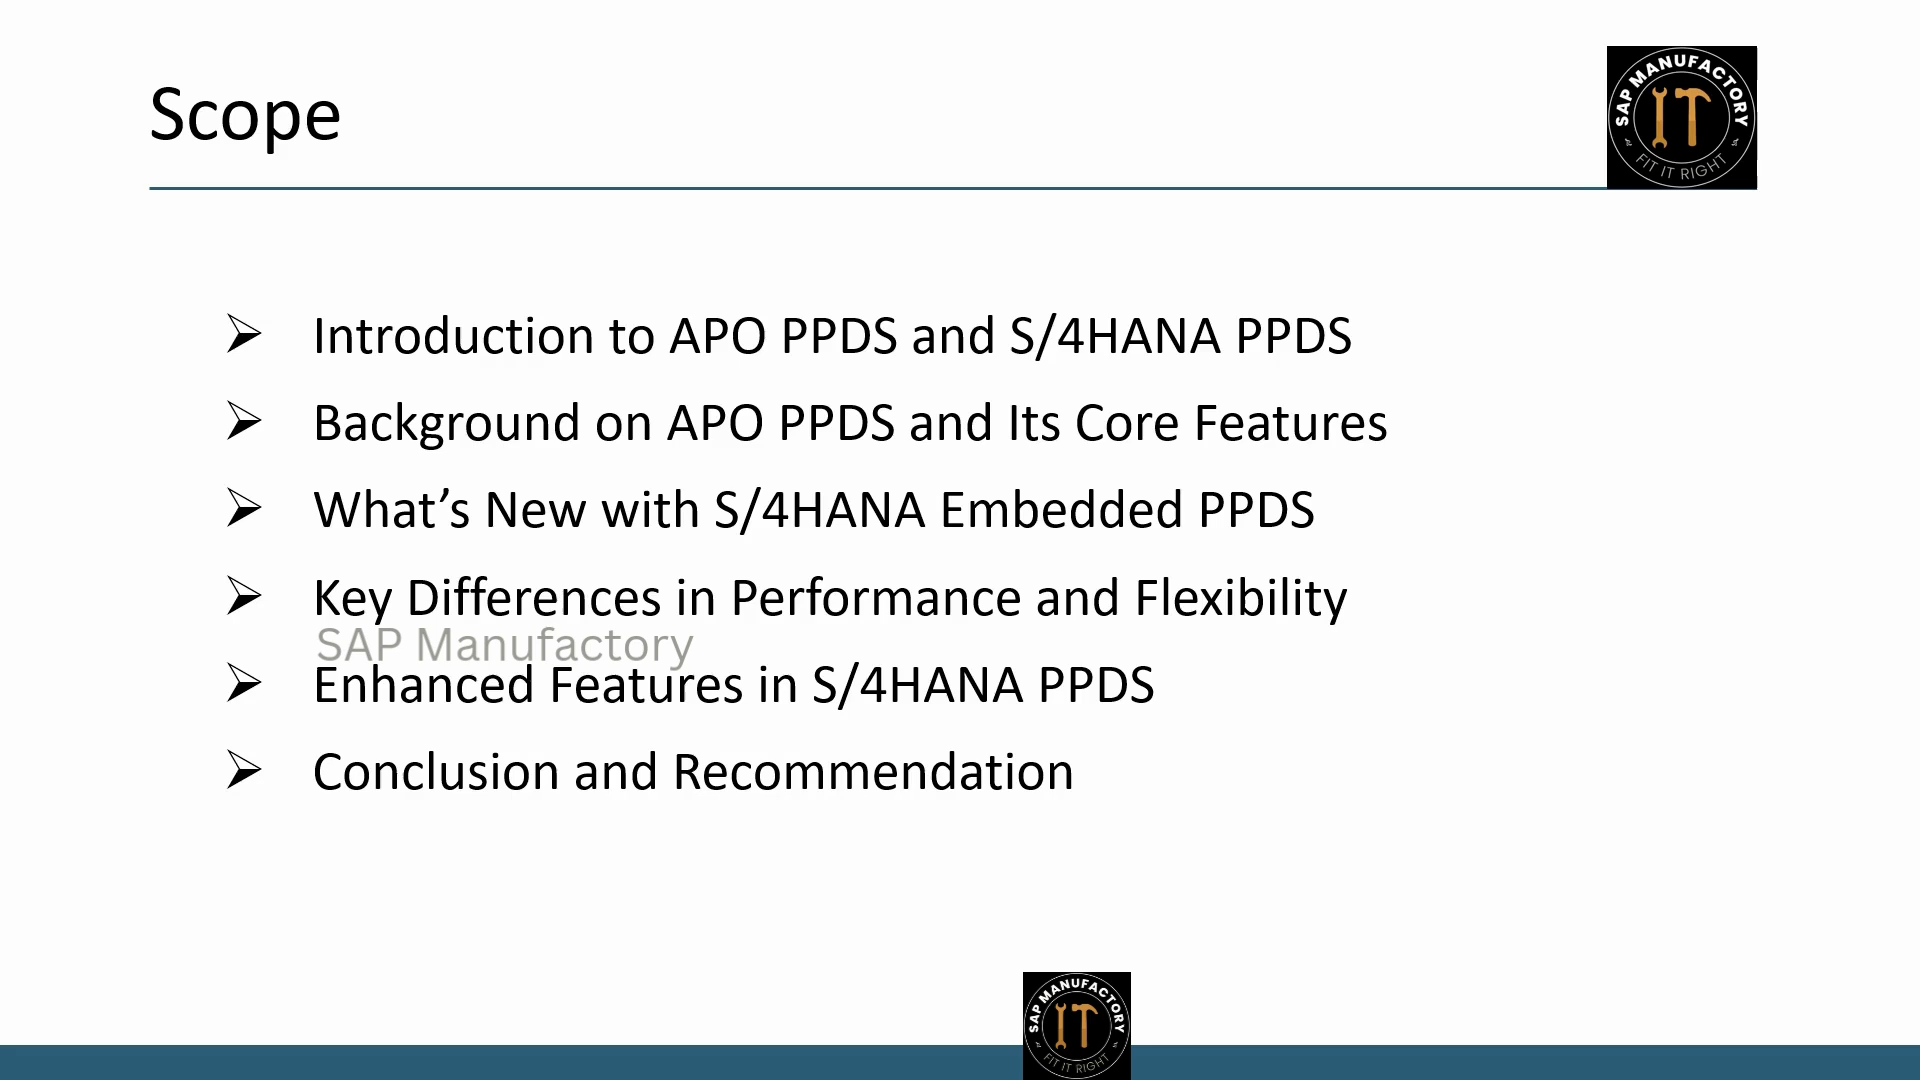 Scope
SAP MANUFACTORY
IT
FIT IT RIGHT
➢ Introduction to APO PPDS and S/4HANA PPDS
➢ Background on APO PPDS and Its Core Features
➢ What’s New with S/4HANA Embedded PPDS
➢ Key Differences in Performance and Flexibility
SAP Manufactory
➢ Enhanced Features in S/4HANA PPDS
➢ Conclusion and Recommendation
SAP MANUFACTORY
IT
FIT IT RIGHT